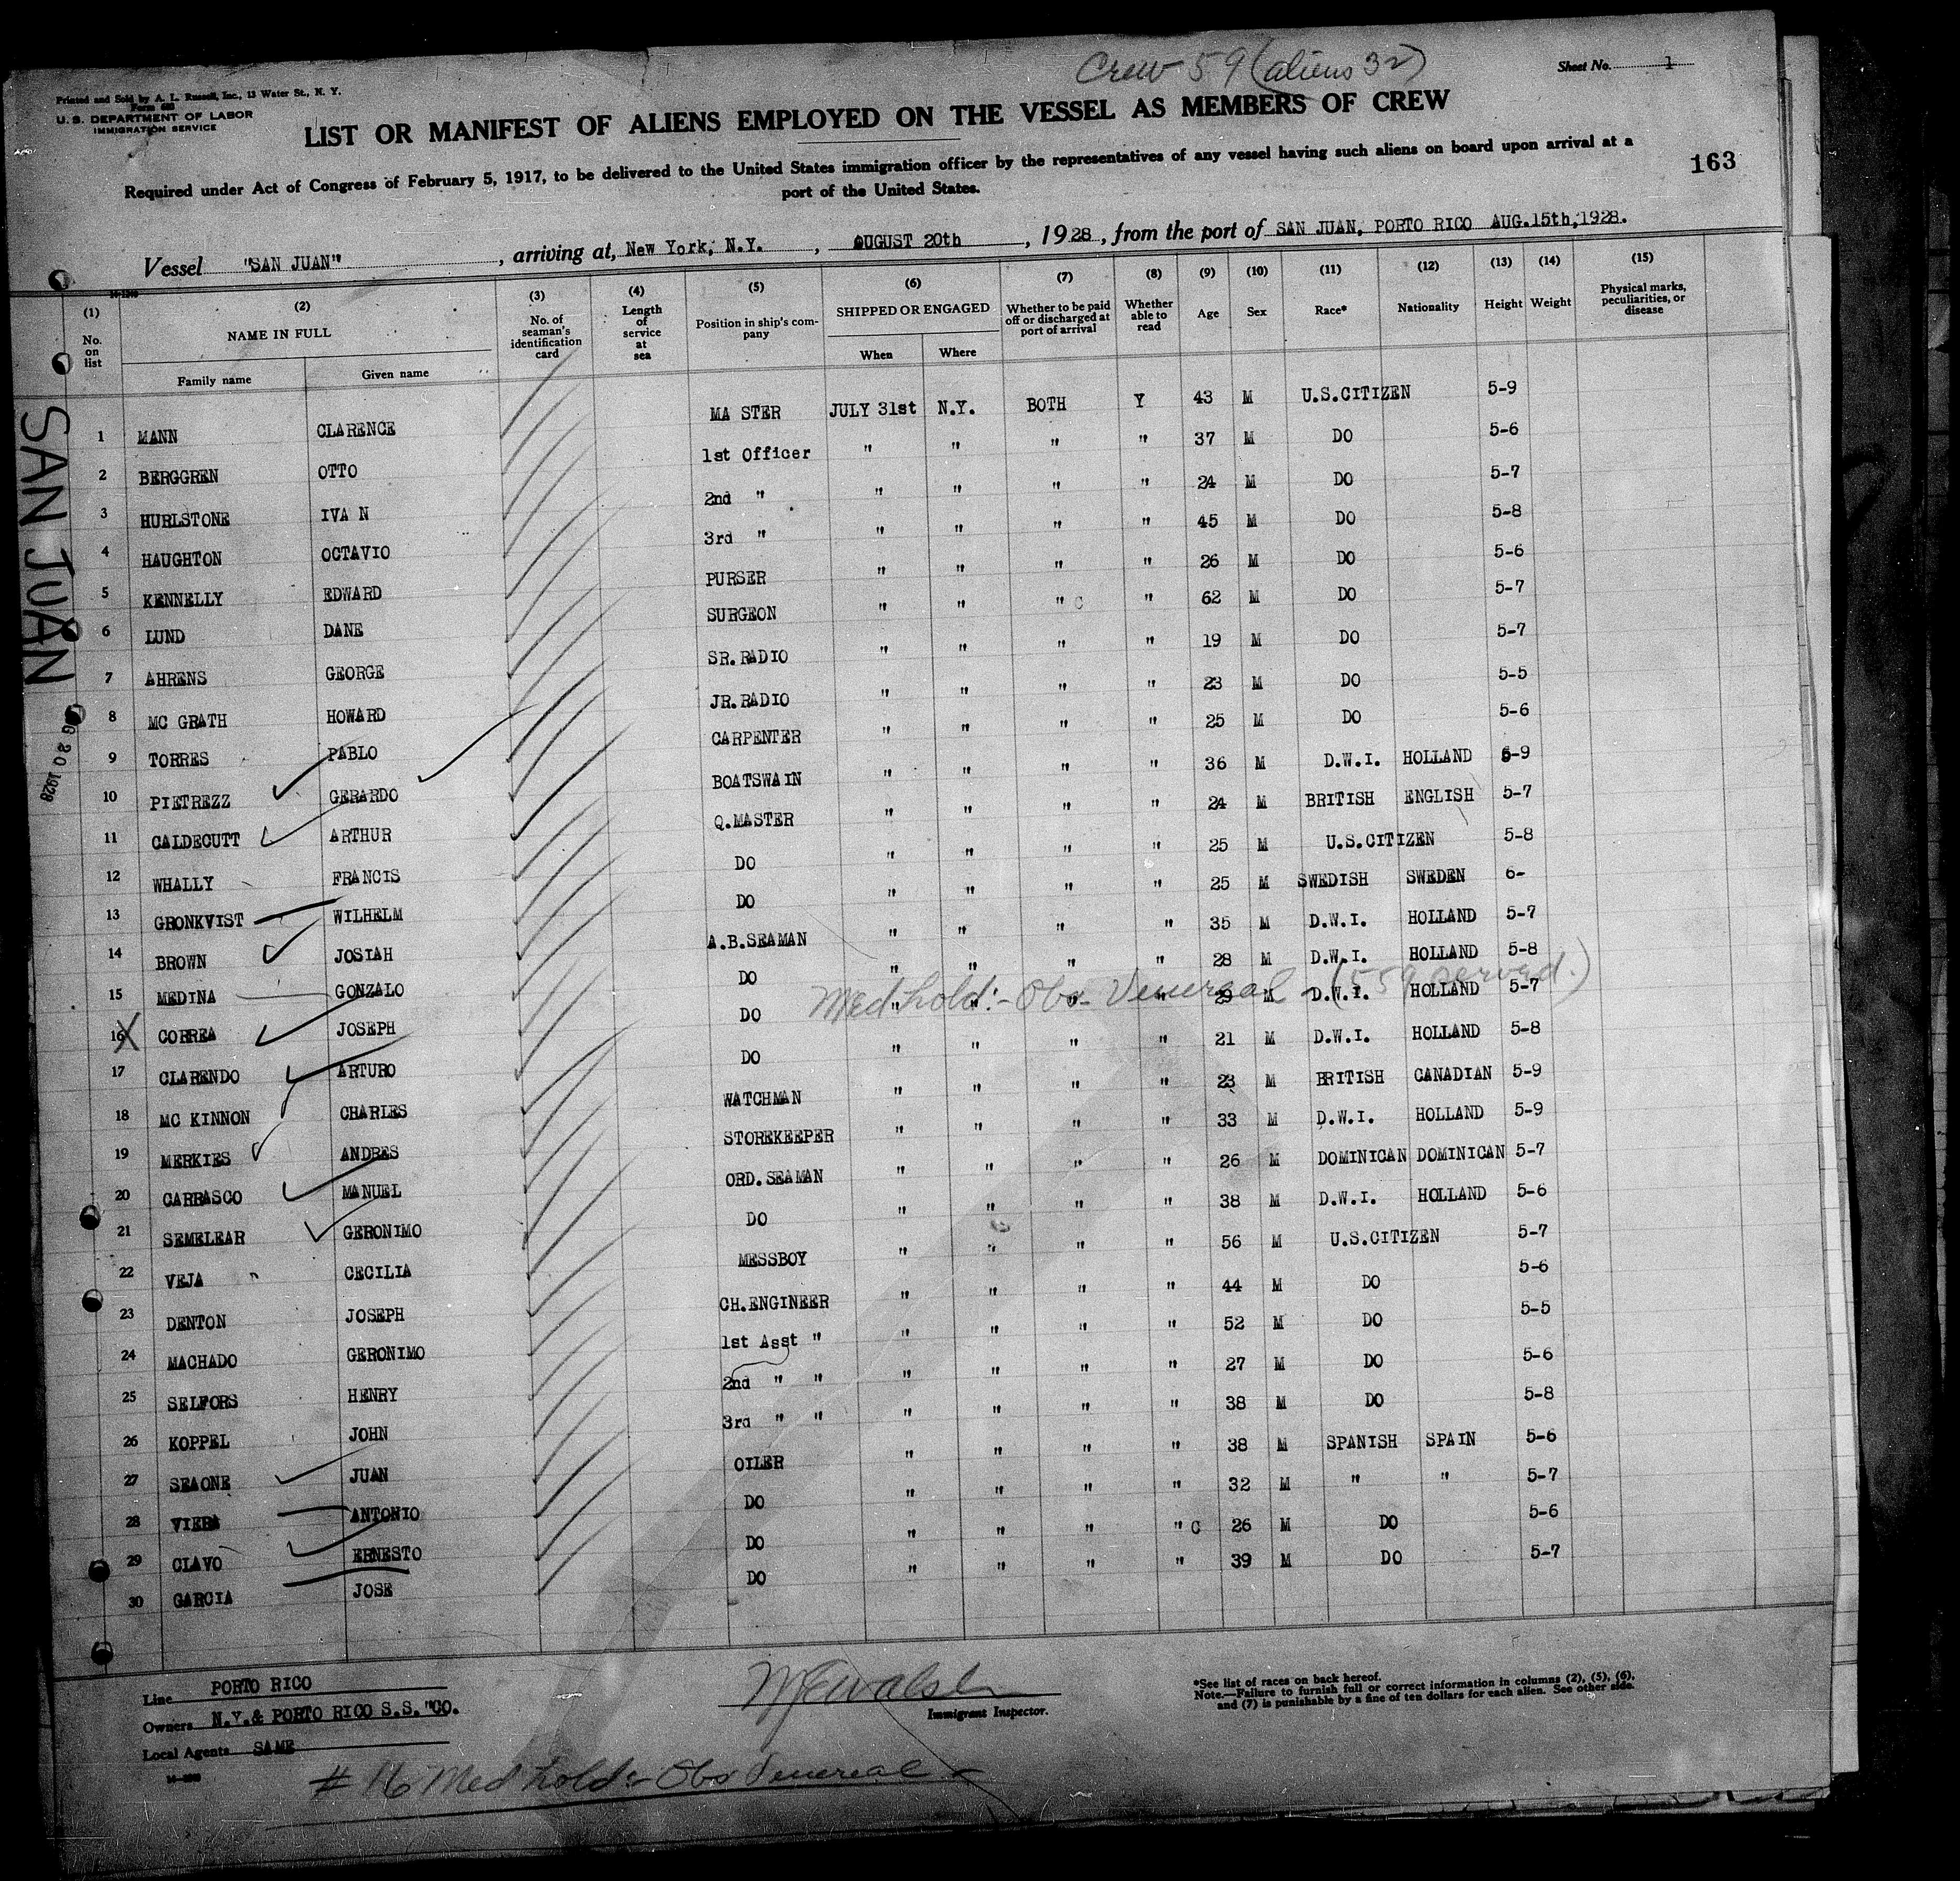 Crew 59 (aliens 32)
Sheet No. 1
Printed and Sold by A. L. Russell, Inc., 13 Water St., N. Y.
Form 680
U. S. DEPARTMENT OF LABOR
IMMIGRATION SERVICE
LIST OR MANIFEST OF ALIENS EMPLOYED ON THE VESSEL AS MEMBERS OF CREW
163
Required under Act of Congress of February 5, 1917, to be delivered to the United States immigration officer by the representatives of any vessel having such aliens on board upon arrival at a
port of the United States.
Vessel "SAN JUAN", arriving at, New York, N.Y., AUGUST 20th, 1928, from the port of SAN JUAN, PORTO RICO AUG.15th,1928.
(1) (2) (3) (4) (5) (6) (7) (8) (9) (10) (11) (12) (13) (14) (15)
No. on list NAME IN FULL No. of seaman's identification card Length of service at sea Position in ship's company SHIPPED OR ENGAGED Whether to be paid off or discharged at port of arrival Whether able to read Age Sex Race* Nationality Height Weight Physical marks, peculiarities, or disease
Family name Given name When Where
1 MANN CLARENCE MA STER JULY 31st N.Y. BOTH Y 43 M U.S.CITIZEN 5-9
2 BERGGREN OTTO 1st Officer " " " " 37 M DO 5-6
3 HURLSTONE IVA N 2nd " " " " " 24 M DO 5-7
4 HAUGHTON OCTAVIO 3rd " " " " " 45 M DO 5-8
5 KENNELLY EDWARD PURSER " " " " 26 M DO 5-6
6 LUND DANE SURGEON " " " C " 62 M DO 5-7
7 AHRENS GEORGE SR.RADIO " " " " 19 M DO 5-7
8 MC GRATH HOWARD JR.RADIO " " " " 23 M DO 5-5
9 TORRES PABLO CARPENTER " " " " 25 M DO 5-6
10 PIETREZZ GERARDO BOATSWAIN " " " " 36 M D.W.I. HOLLAND 5-9
11 CALDECUTT ARTHUR Q.MASTER " " " " 24 M BRITISH ENGLISH 5-7
12 WHALLY FRANCIS DO " " " " 25 M U.S.CITIZEN 5-8
13 GRONKVIST WILHELM DO " " " " 25 M SWEDISH SWEDEN 6-
14 BROWN JOSIAH A.B.SEAMAN " " " " 35 M D.W.I. HOLLAND 5-7
15 MEDINA GONZALO DO " " " " 28 M D.W.I. HOLLAND 5-8
16 CORREA JOSEPH DO " " " " 29 M D.W.I. HOLLAND 5-7
Med hold:- Obs- Venereal - (559 served.)
17 CLARENDO ARTURO DO " " " " 21 M D.W.I. HOLLAND 5-8
18 MC KINNON CHARLES WATCHMAN " " " " 23 M BRITISH CANADIAN 5-9
19 MERKIES ANDRES STOREKEEPER " " " " 33 M D.W.I. HOLLAND 5-9
20 CARRASCO MANUEL ORD.SEAMAN " " " " 26 M DOMINICAN DOMINICAN 5-7
21 SEMELEAR GERONIMO DO " " " " 38 M D.W.I. HOLLAND 5-6
22 VEJA CECILIA MESSBOY " " " " 56 M U.S.CITIZEN 5-7
23 DENTON JOSEPH CH.ENGINEER " " " " 44 M DO 5-6
24 MACHADO GERONIMO 1st Asst " " " " " 52 M DO 5-5
25 SELFORS HENRY 2nd " " " " " " 27 M DO 5-6
26 KOPPEL JOHN 3rd " " " " " " 38 M DO 5-8
27 SEAONE JUAN OILER " " " " 38 M SPANISH SPAIN 5-6
28 VIERA ANTONIO DO " " " " 32 M " " 5-7
29 CLAVO ERNESTO DO " " " " C 26 M DO 5-6
30 GARCIA JOSE DO " " " " 39 M DO 5-7
SAN JUAN
G 20 1928
Line PORTO RICO
Owners N.Y.& PORTO RICO S.S."CO.
Local Agents SAME
Immigrant Inspector.
*See list of races on back hereof.
Note.—Failure to furnish full or correct information in columns (2), (5), (6),
and (7) is punishable by a fine of ten dollars for each alien. See other side.
# 16 Med hold:- Obs Venereal -